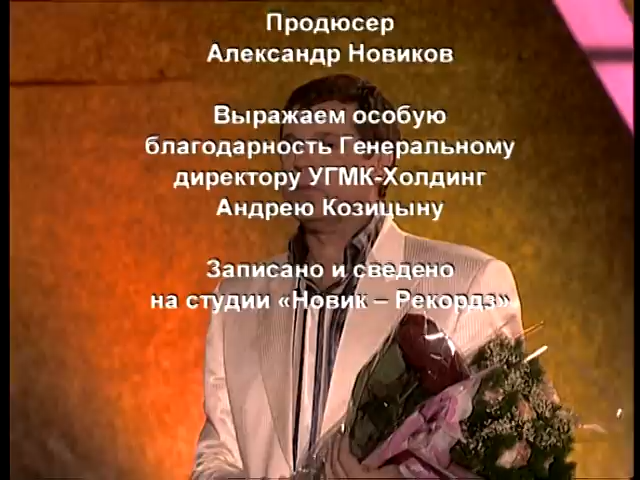 Продюсер
Александр Новиков
Выражаем особую
благодарность Генеральному
директору УГМК-Холдинг
Андрею Козицыну
Записано и сведено
на студии «Новик – Рекордз»